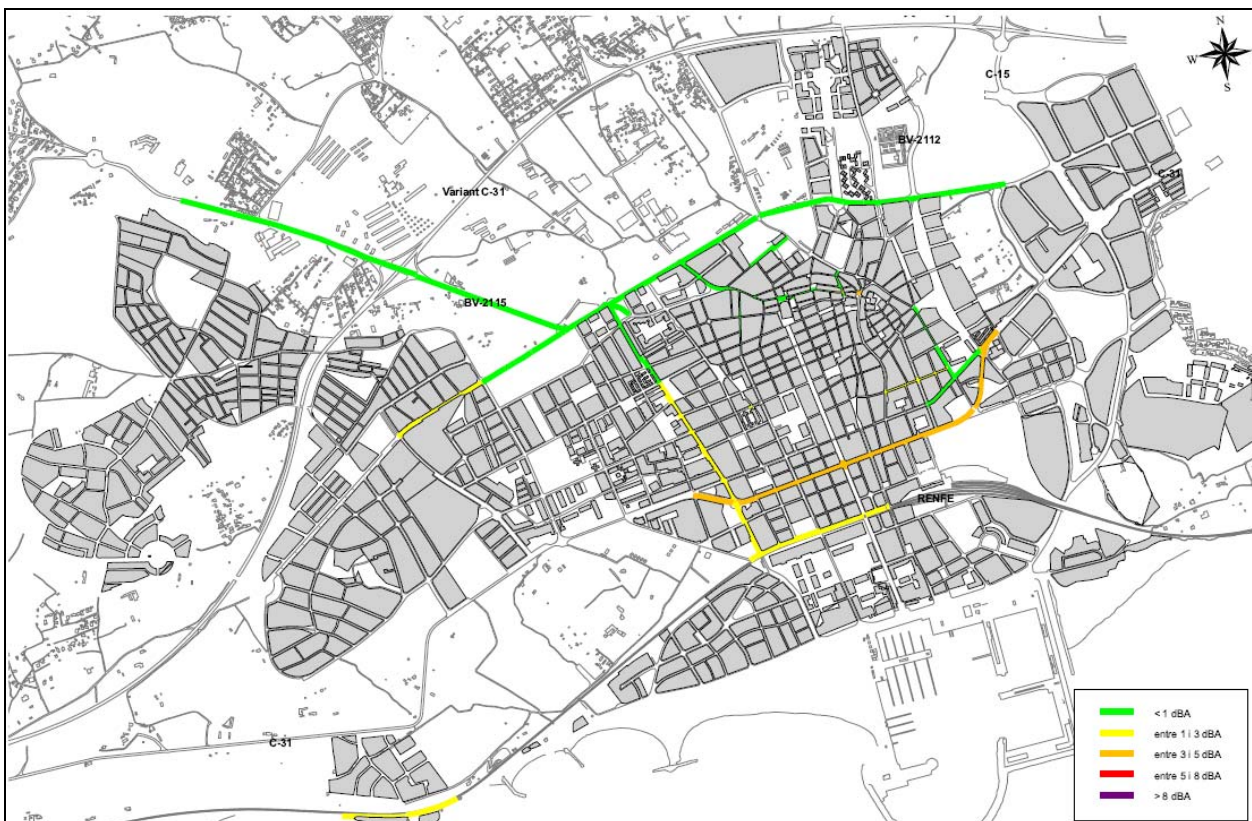 N
W
S
C-15
BV-2112
C-31
Variant C-31
BV-2115
RENFE
C-31
< 1 dBA
entre 1 i 3 dBA
entre 3 i 5 dBA
entre 5 i 8 dBA
> 8 dBA